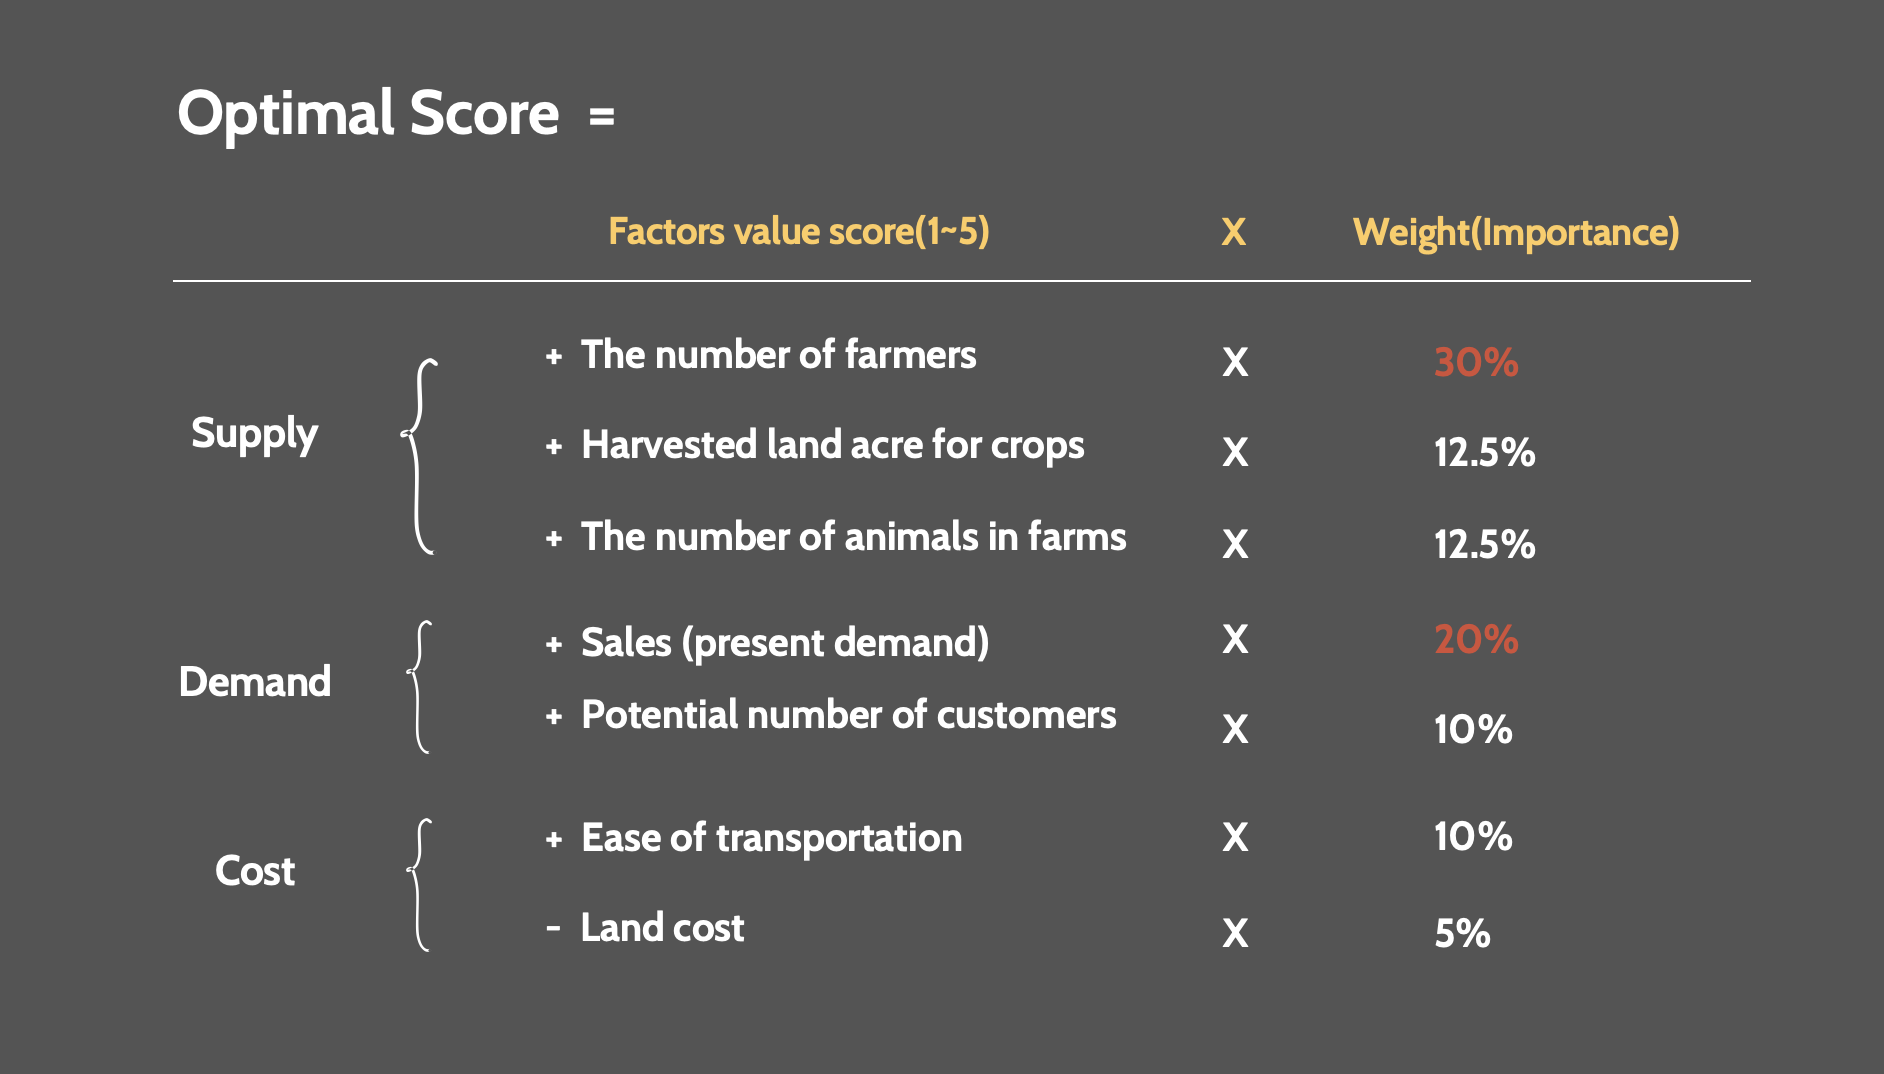 Optimal Score =
Factors value score(1~5) X Weight(Importance)
Supply
+ The number of farmers X 30%
+ Harvested land acre for crops X 12.5%
+ The number of animals in farms X 12.5%
Demand
+ Sales (present demand) X 20%
+ Potential number of customers X 10%
Cost
+ Ease of transportation X 10%
- Land cost X 5%